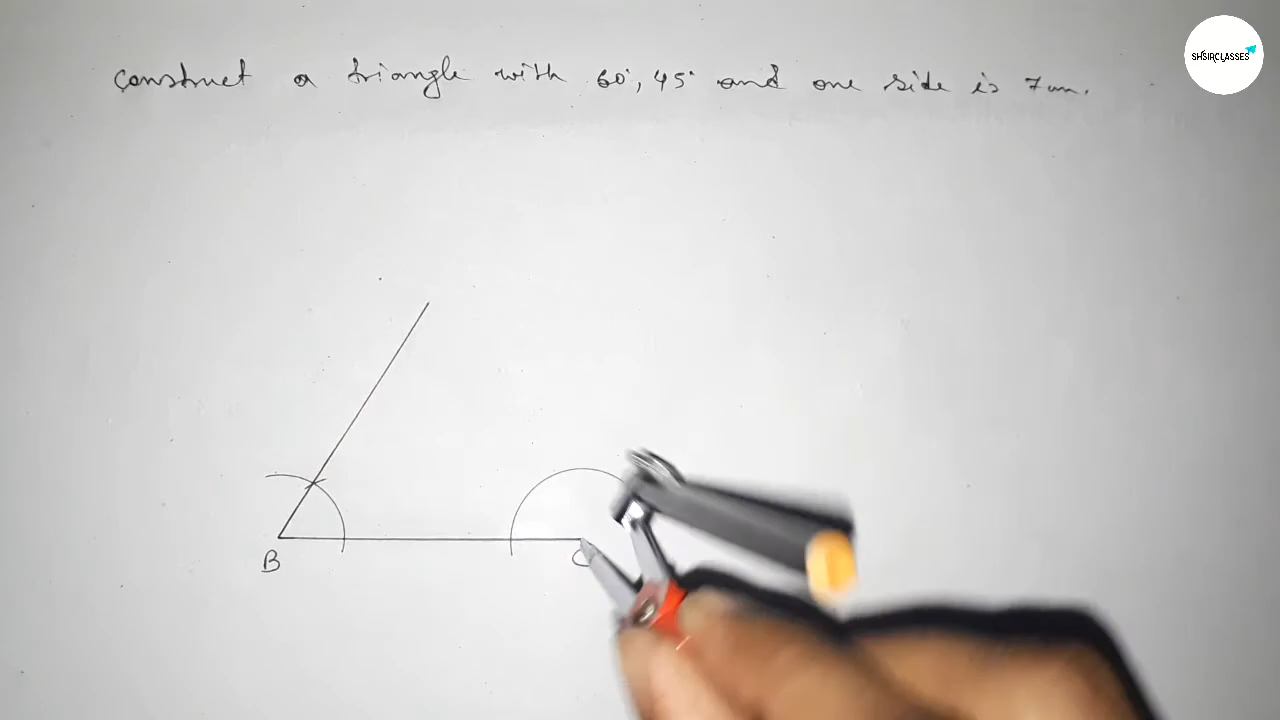 construct a triangle with 60°, 45° and one side is 7cm.
SHSIRCLASSES
B
C